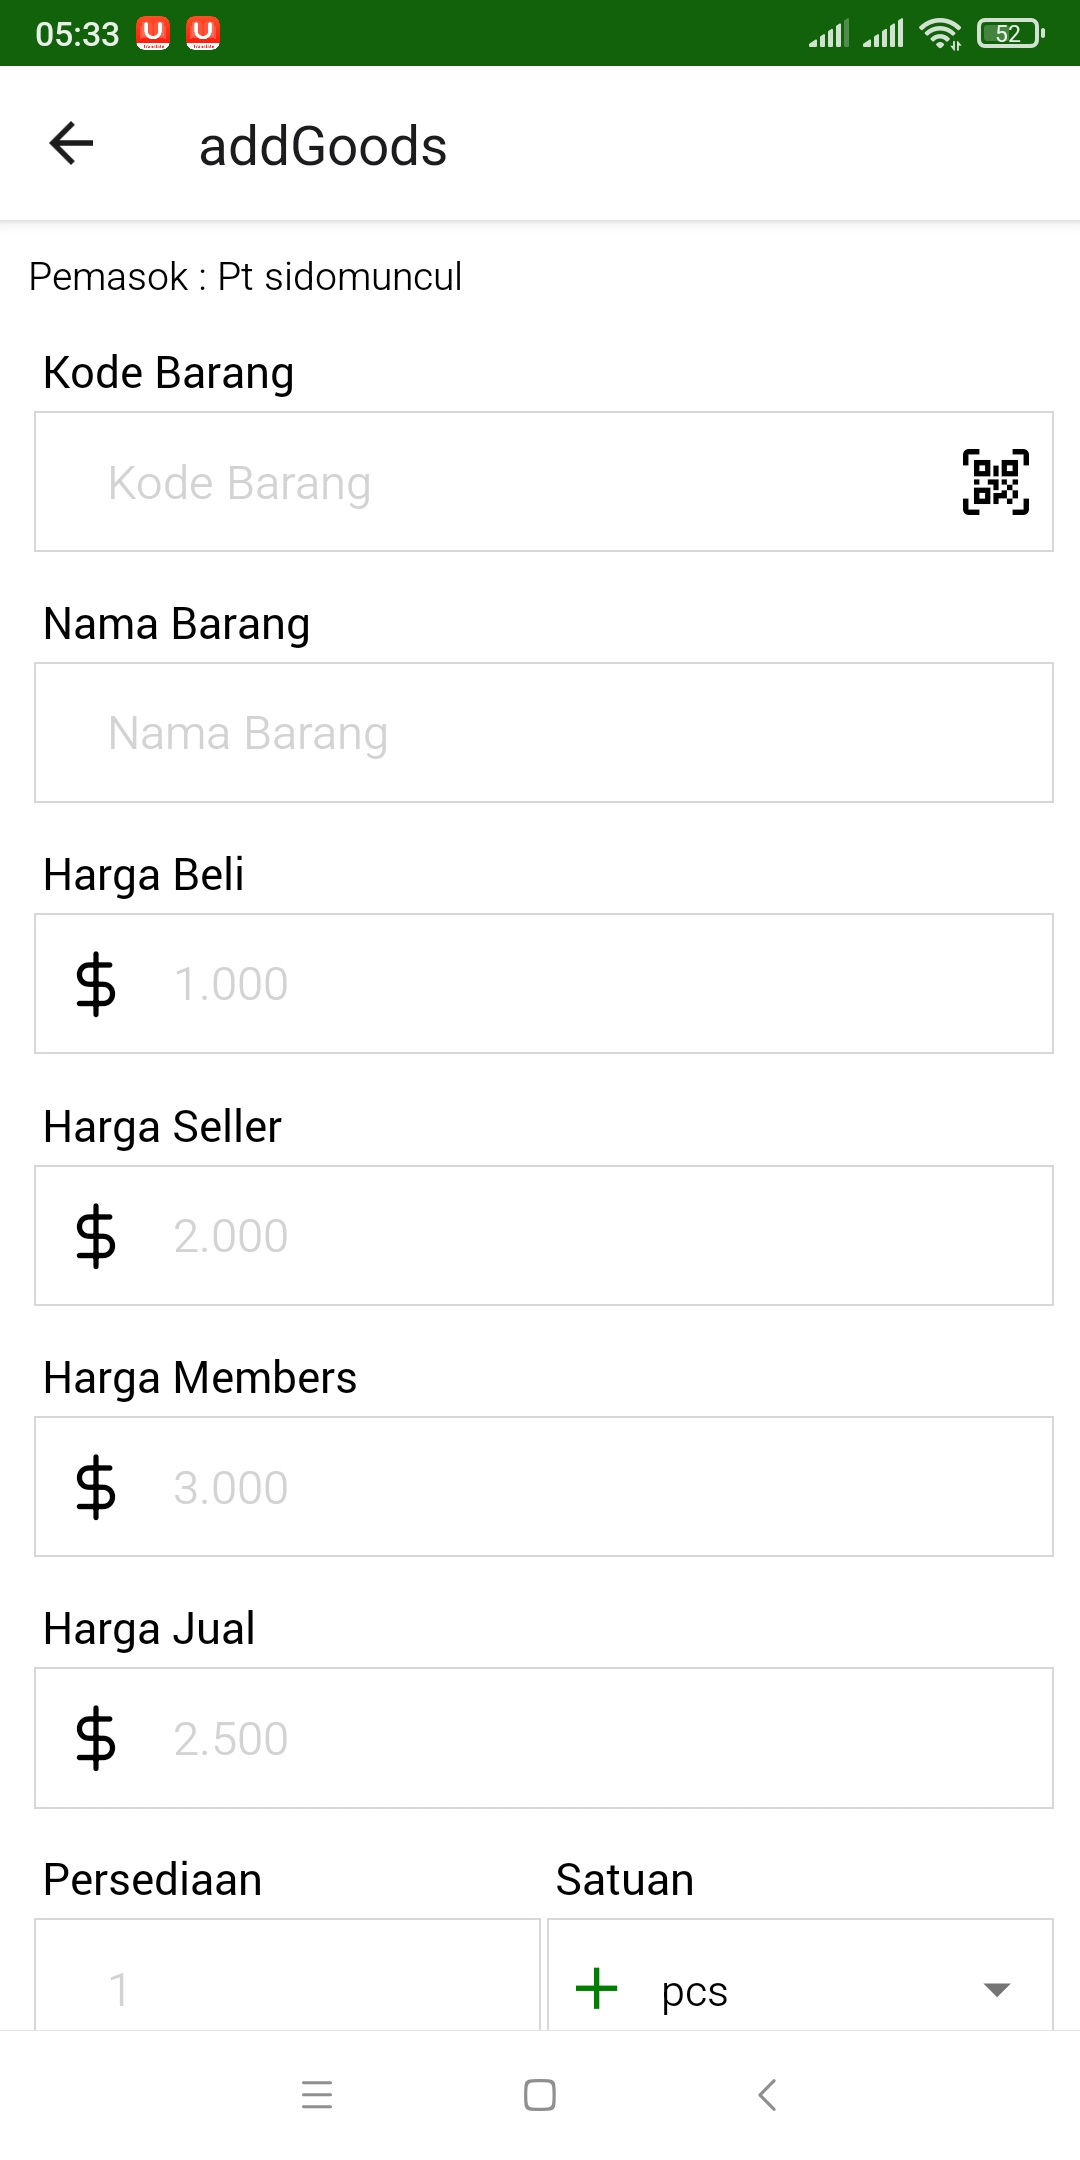 05:33
52
addGoods
Pemasok : Pt sidomuncul
Kode Barang
Kode Barang
Nama Barang
Nama Barang
Harga Beli
1.000
Harga Seller
2.000
Harga Members
3.000
Harga Jual
2.500
Persediaan Satuan
1 pcs